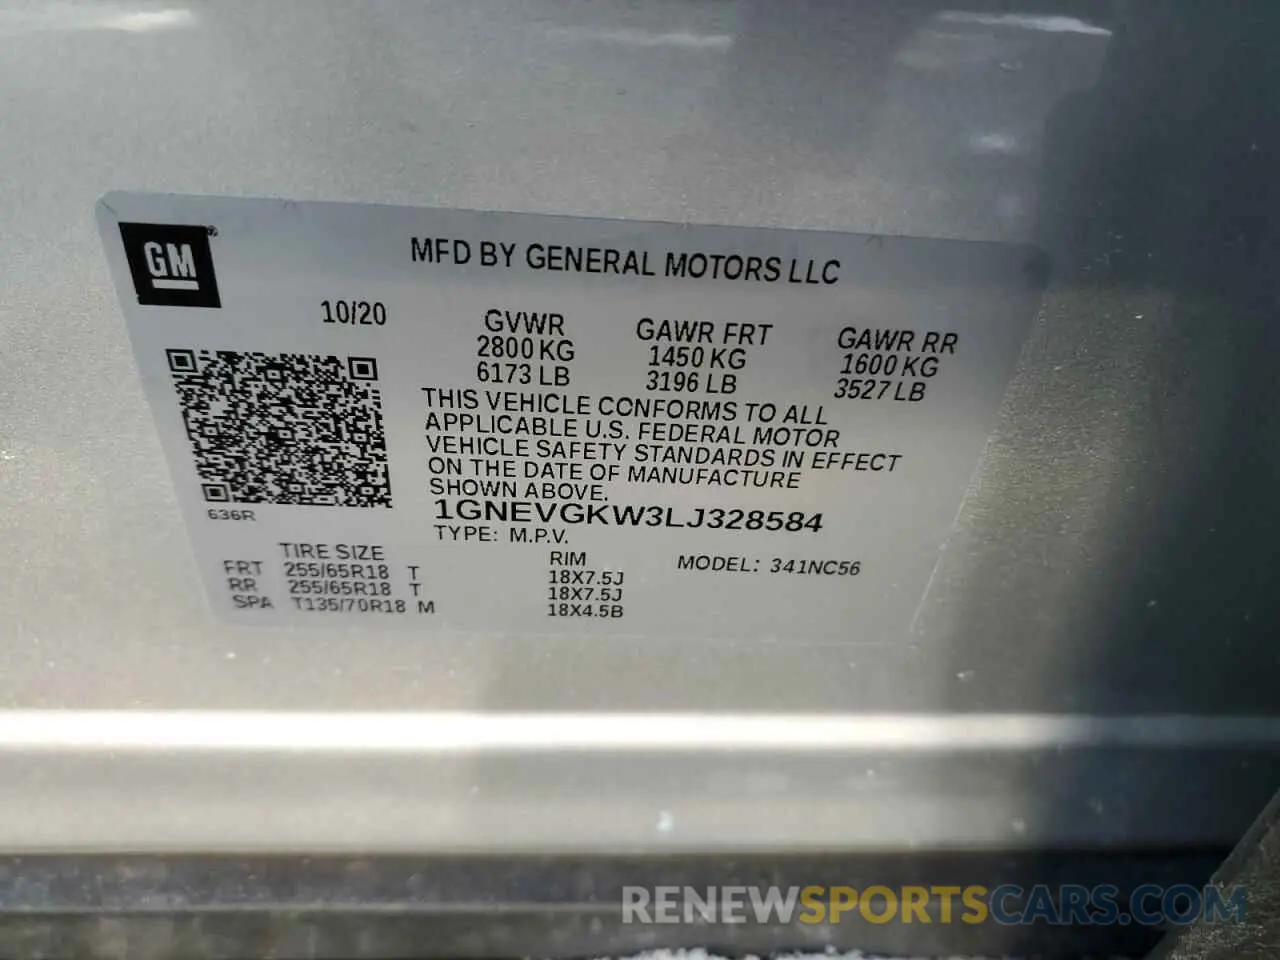 GM®
MFD BY GENERAL MOTORS LLC
10/20
GVWR
2800 KG
6173 LB
GAWR FRT
1450 KG
3196 LB
GAWR RR
1600 KG
3527 LB
THIS VEHICLE CONFORMS TO ALL
APPLICABLE U.S. FEDERAL MOTOR
VEHICLE SAFETY STANDARDS IN EFFECT
ON THE DATE OF MANUFACTURE
SHOWN ABOVE.
1GNEVGKW3LJ328584
TYPE: M.P.V.
636R
TIRE SIZE RIM MODEL: 341NC56
FRT 255/65R18 T 18X7.5J
RR 255/65R18 T 18X7.5J
SPA T135/70R18 M 18X4.5B
RENEWSPORTSCARS.COM